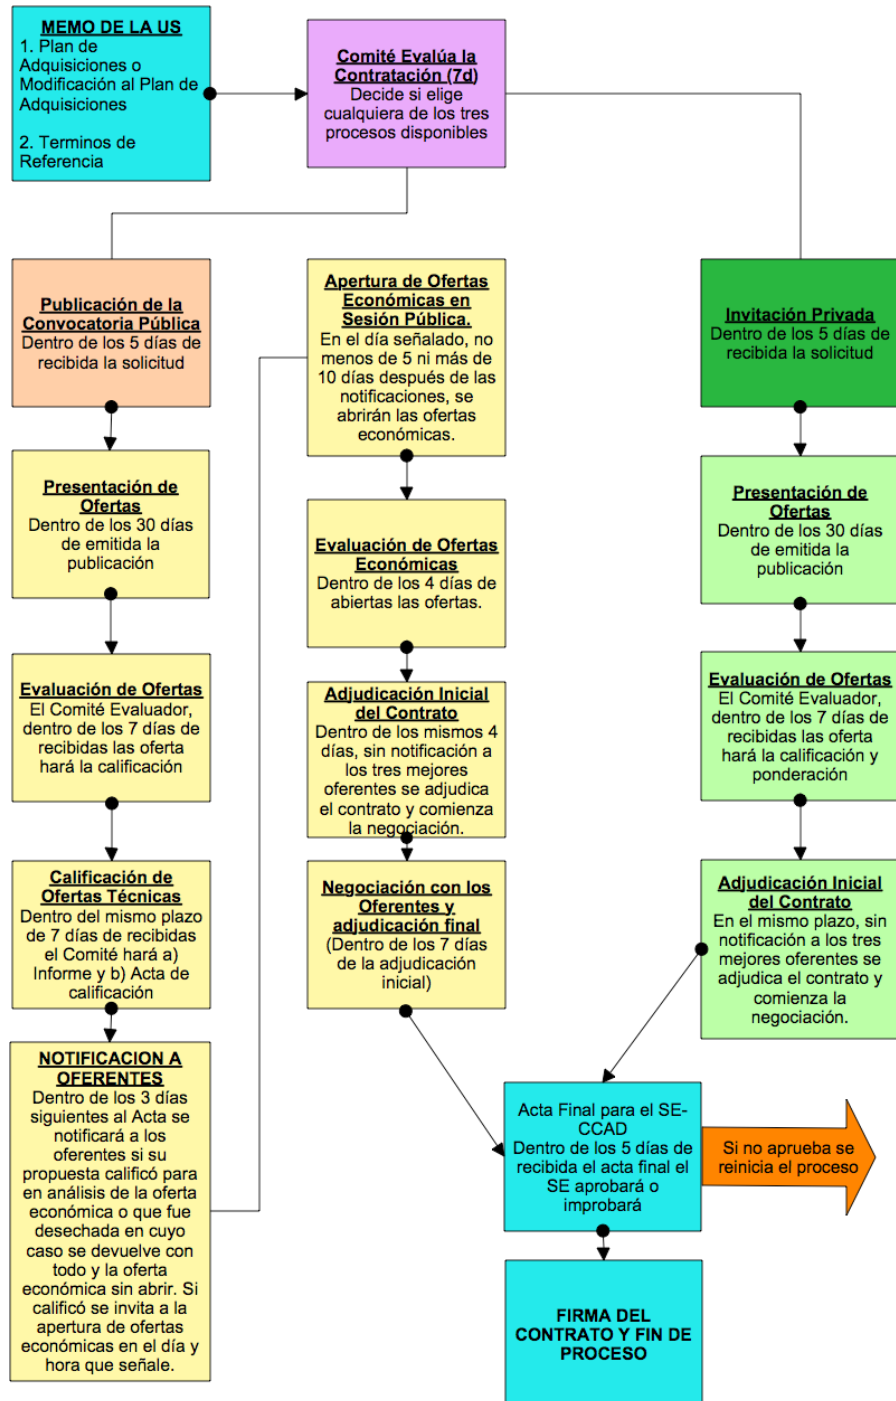 MEMO DE LA US
1. Plan de
Adquisiciones o
Modificación al Plan de
Adquisiciones
2. Terminos de
Referencia
Comité Evalúa la
Contratación (7d)
Decide si elige
cualquiera de los tres
procesos disponibles
Publicación de la
Convocatoria Pública
Dentro de los 5 días de
recibida la solicitud
Presentación de
Ofertas
Dentro de los 30 días
de emitida la
publicación
Evaluación de Ofertas
El Comité Evaluador,
dentro de los 7 días de
recibidas las oferta
hará la calificación
Calificación de
Ofertas Técnicas
Dentro del mismo plazo
de 7 días de recibidas
el Comité hará a)
Informe y b) Acta de
calificación
NOTIFICACION A
OFERENTES
Dentro de los 3 días
siguientes al Acta se
notificará a los
oferentes si su
propuesta calificó para
en análisis de la oferta
económica o que fue
desechada en cuyo
caso se devuelve con
todo y la oferta
económica sin abrir. Si
calificó se invita a la
apertura de ofertas
económicas en el día y
hora que señale.
Apertura de Ofertas
Económicas en
Sesión Pública.
En el día señalado, no
menos de 5 ni más de
10 días después de las
notificaciones, se
abrirán las ofertas
económicas.
Evaluación de Ofertas
Económicas
Dentro de los 4 días de
abiertas las ofertas.
Adjudicación Inicial
del Contrato
Dentro de los mismos 4
días, sin notificación a
los tres mejores
oferentes se adjudica
el contrato y comienza
la negociación.
Negociación con los
Oferentes y
adjudicación final
(Dentro de los 7 días
de la adjudicación
inicial)
Invitación Privada
Dentro de los 5 días de
recibida la solicitud
Presentación de
Ofertas
Dentro de los 30 días
de emitida la
publicación
Evaluación de Ofertas
El Comité Evaluador,
dentro de los 7 días de
recibidas las oferta
hará la calificación y
ponderación
Adjudicación Inicial
del Contrato
En el mismo plazo, sin
notificación a los tres
mejores oferentes se
adjudica el contrato y
comienza la
negociación.
Acta Final para el SE-
CCAD
Dentro de los 5 días de
recibida el acta final el
SE aprobará o
improbará
Si no aprueba se
reinicia el proceso
FIRMA DEL
CONTRATO Y FIN DE
PROCESO